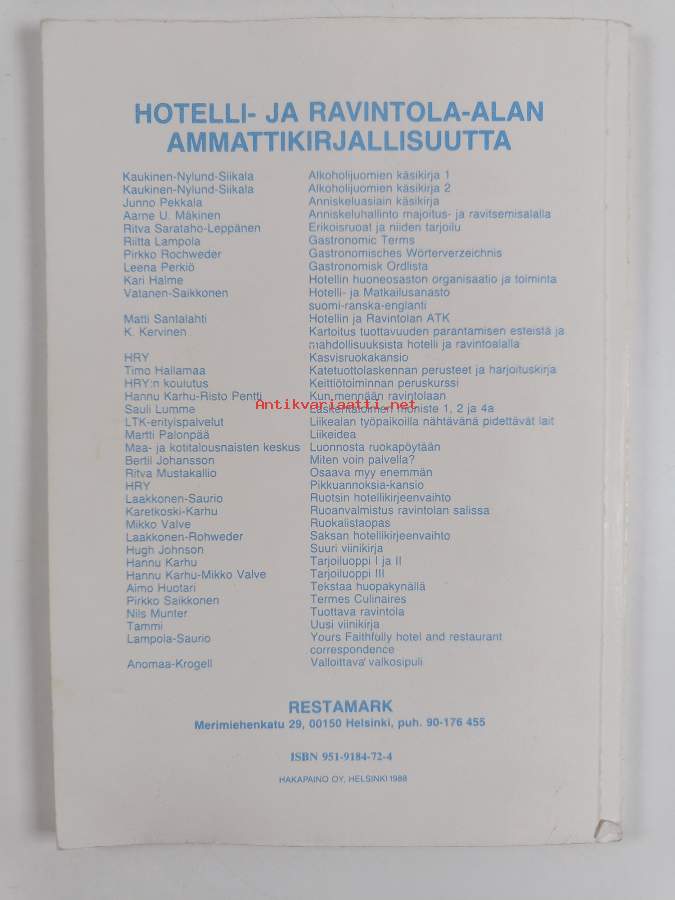 HOTELLI- JA RAVINTOLA-ALAN
AMMATTIKIRJALLISUUTTA
Kaukinen-Nylund-Siikala Alkoholijuomien käsikirja 1
Kaukinen-Nylund-Siikala Alkoholijuomien käsikirja 2
Junno Pekkala Anniskeluasiain käsikirja
Aarne U. Mäkinen Anniskeluhallinto majoitus- ja ravitsemisalalla
Ritva Sarataho-Leppänen Erikoisruoat ja niiden tarjoilu
Riitta Lampola Gastronomic Terms
Pirkko Rochweder Gastronomisches Wörterverzeichnis
Leena Perkiö Gastronomisk Ordlista
Kari Halme Hotellin huoneosaston organisaatio ja toiminta
Vatanen-Saikkonen Hotelli- ja Matkailusanasto
suomi-ranska-englanti
Matti Santalahti Hotellin ja Ravintolan ATK
K. Kervinen Kartoitus tuottavuuden parantamisen esteistä ja
mahdollisuuksista hotelli ja ravintoalalla
HRY Kasvisruokakansio
Timo Hallamaa Katetuottolaskennan perusteet ja harjoituskirja
HRY:n koulutus Keittiötoiminnan peruskurssi
Hannu Karhu-Risto Pentti Kun mennään ravintolaan
Antikvariaatti.net
Sauli Lumme Laskentatoimen moniste 1, 2 ja 4a
LTK-erityispalvelut Liikealan työpaikoilla nähtävänä pidettävät lait
Martti Palonpää Liikeidea
Maa- ja kotitalousnaisten keskus Luonnosta ruokapöytään
Bertil Johansson Miten voin palvella?
Ritva Mustakallio Osaava myy enemmän
HRY Pikkuannoksia-kansio
Laakkonen-Saurio Ruotsin hotellikirjeenvaihto
Karetkoski-Karhu Ruoanvalmistus ravintolan salissa
Mikko Valve Ruokalistaopas
Laakkonen-Rohweder Saksan hotellikirjeenvaihto
Hugh Johnson Suuri viinikirja
Hannu Karhu Tarjoiluoppi I ja II
Hannu Karhu-Mikko Valve Tarjoiluoppi III
Aimo Huotari Tekstaa huopakynällä
Pirkko Saikkonen Termes Culinaires
Nils Munter Tuottava ravintola
Tammi Uusi viinikirja
Lampola-Saurio Yours Faithfully hotel and restaurant
correspondence
Anomaa-Krogell Valloittava valkosipuli
RESTAMARK
Merimiehenkatu 29, 00150 Helsinki, puh. 90-176 455
ISBN 951-9184-72-4
HAKAPAINO OY, HELSINKI 1988